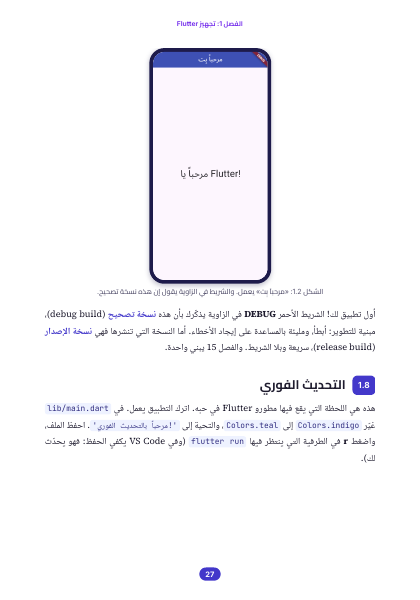 الفصل 1: تجهيز Flutter
مرحباً بِت
DEBUG
مرحباً يا Flutter!
الشكل 1.2: «مرحباً بِت» يعمل. والشريط في الزاوية يقول إن هذه نسخة تصحيح.
أول تطبيق لك! الشريط الأحمر DEBUG في الزاوية يذكّرك بأن هذه نسخة تصحيح (debug build)،
مبنية للتطوير: أبطأ، ومليئة بالمساعدة على إيجاد الأخطاء. أما النسخة التي تنشرها فهي نسخة الإصدار
(release build)، سريعة وبلا الشريط. والفصل 15 يبني واحدة.
1.8 التحديث الفوري
هذه هي اللحظة التي يقع فيها مطورو Flutter في حبه. اترك التطبيق يعمل. في lib/main.dart
غيّر Colors.indigo إلى Colors.teal، والتحية إلى 'مرحباً بالتحديث الفوري!'. احفظ الملف،
واضغط r في الطرفية التي ينتظر فيها flutter run (وفي VS Code يكفي الحفظ: فهو يحدّث
لك).
27